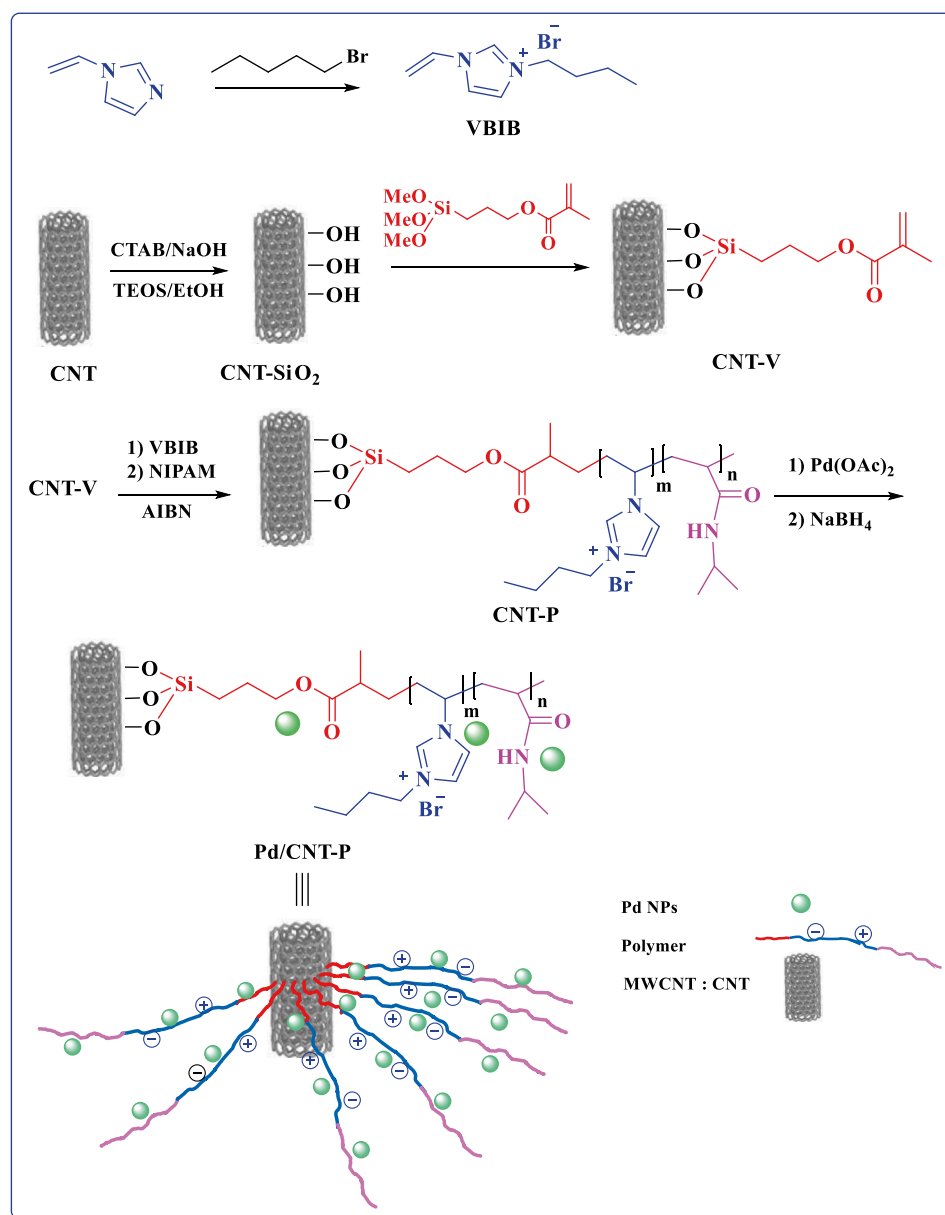 Br
N
N
N
+
N
Br−
VBIB
CNT
CTAB/NaOH
TEOS/EtOH
OH
OH
OH
CNT-SiO2
MeO
MeO
MeO
Si
O
O
O
O
O
Si
O
O
CNT-V
CNT-V
1) VBIB
2) NIPAM
AIBN
O
O
O
Si
O
O
m
n
N
+
N
Br−
O
HN
CNT-P
1) Pd(OAc)2
2) NaBH4
O
O
O
Si
O
O
m
n
N
+
N
Br−
O
HN
Pd/CNT-P
Pd NPs
Polymer
− +
MWCNT : CNT
+ −
+ −
+ −
+ −
+ −
+ −
+ −